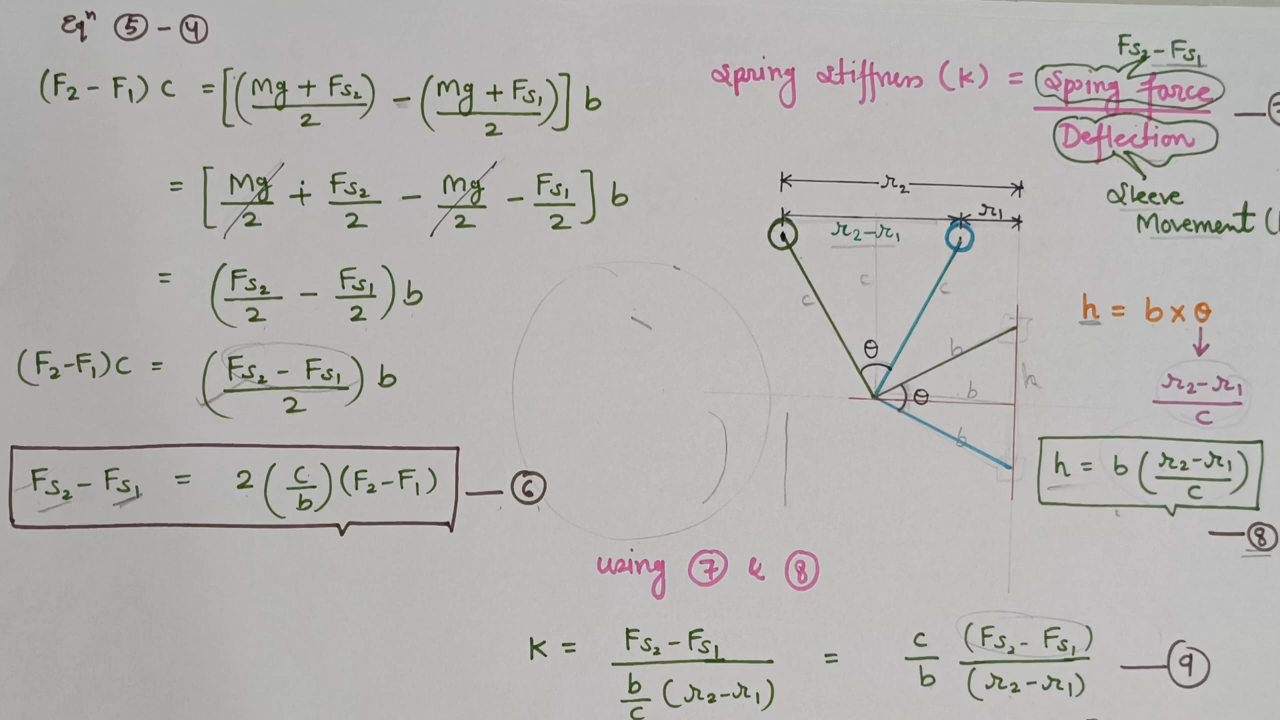 Eqⁿ ⑤ - ④
(F₂ - F₁) c = [(Mg + Fs₂)/2 - (Mg + Fs₁)/2] b
= [Mg/2 + Fs₂/2 - Mg/2 - Fs₁/2] b
= (Fs₂/2 - Fs₁/2) b
(F₂-F₁)c = (Fs₂ - Fs₁)/2 b
Fs₂ - Fs₁ = 2 (c/b) (F₂-F₁) — ⑥
Fs₂-Fs₁
Spring Stiffness (K) = Spring force / Deflection —
Sleeve
Movement (
r₂
r₂-r₁
r₁
c
c
c
θ
θ
b
b
b
h
h = b x θ
r₂-r₁/c
h = b (r₂-r₁/c)
— ⑧
using ⑦ & ⑧
K = Fs₂-Fs₁ / b/c (r₂-r₁) = c/b (Fs₂ - Fs₁)/(r₂-r₁) — ⑨